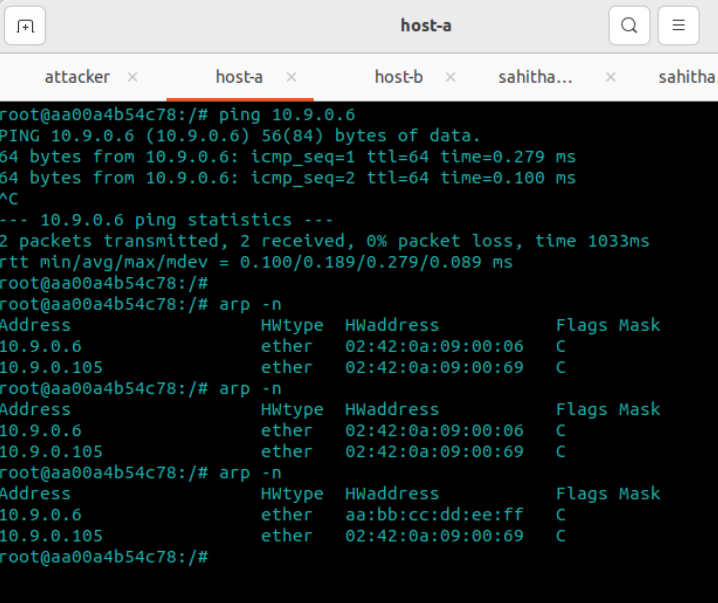 host-a
attacker × host-a × host-b × sahitha… × sahitha
root@aa00a4b54c78:/# ping 10.9.0.6
PING 10.9.0.6 (10.9.0.6) 56(84) bytes of data.
64 bytes from 10.9.0.6: icmp_seq=1 ttl=64 time=0.279 ms
64 bytes from 10.9.0.6: icmp_seq=2 ttl=64 time=0.100 ms
^C
--- 10.9.0.6 ping statistics ---
2 packets transmitted, 2 received, 0% packet loss, time 1033ms
rtt min/avg/max/mdev = 0.100/0.189/0.279/0.089 ms
root@aa00a4b54c78:/#
root@aa00a4b54c78:/# arp -n
Address HWtype HWaddress Flags Mask
10.9.0.6 ether 02:42:0a:09:00:06 C
10.9.0.105 ether 02:42:0a:09:00:69 C
root@aa00a4b54c78:/# arp -n
Address HWtype HWaddress Flags Mask
10.9.0.6 ether 02:42:0a:09:00:06 C
10.9.0.105 ether 02:42:0a:09:00:69 C
root@aa00a4b54c78:/# arp -n
Address HWtype HWaddress Flags Mask
10.9.0.6 ether aa:bb:cc:dd:ee:ff C
10.9.0.105 ether 02:42:0a:09:00:69 C
root@aa00a4b54c78:/#